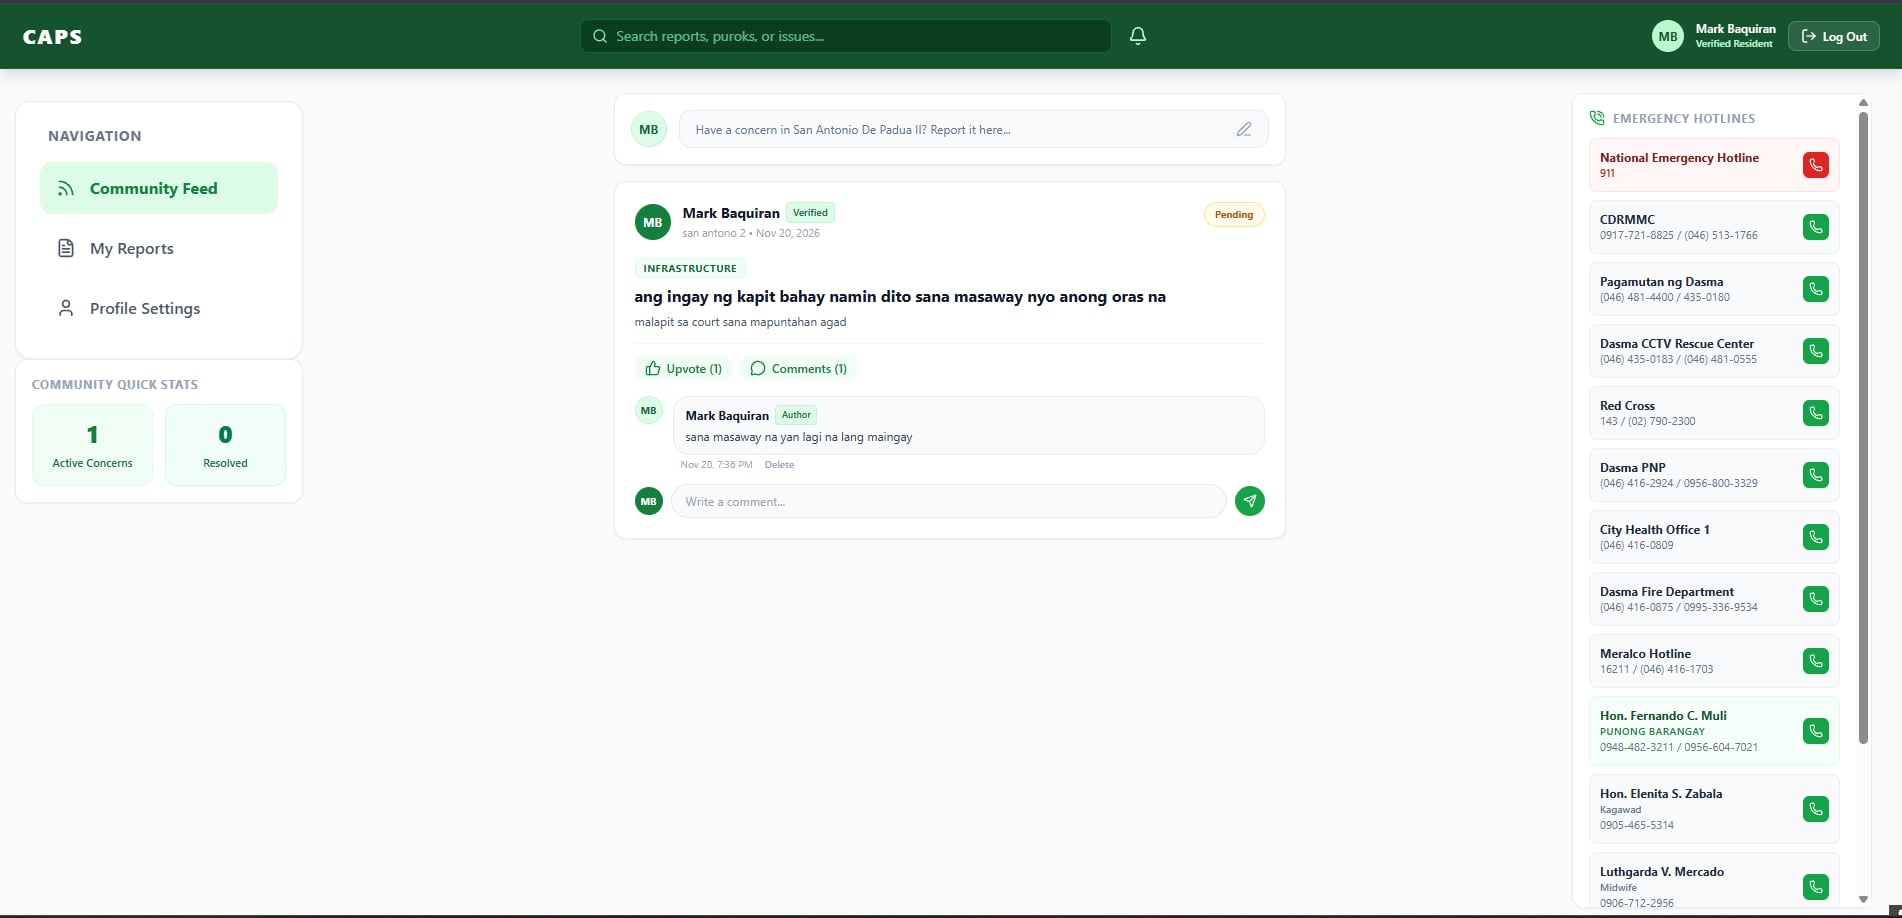 CAPS
Search reports, puroks, or issues...
MB
Mark Baquiran
Verified Resident
Log Out
NAVIGATION
Community Feed
My Reports
Profile Settings
COMMUNITY QUICK STATS
1
Active Concerns
0
Resolved
MB
Have a concern in San Antonio De Padua II? Report it here...
MB
Mark Baquiran Verified
san antono 2 • Nov 20, 2026
Pending
INFRASTRUCTURE
ang ingay ng kapit bahay namin dito sana masaway nyo anong oras na
malapit sa court sana mapuntahan agad
Upvote (1) Comments (1)
MB
Mark Baquiran Author
sana masaway na yan lagi na lang maingay
Nov 20, 7:36 PM Delete
MB
Write a comment...
EMERGENCY HOTLINES
National Emergency Hotline
911
CDRMMC
0917-721-8825 / (046) 513-1766
Pagamutan ng Dasma
(046) 481-4400 / 435-0180
Dasma CCTV Rescue Center
(046) 435-0183 / (046) 481-0555
Red Cross
143 / (02) 790-2300
Dasma PNP
(046) 416-2924 / 0956-800-3329
City Health Office 1
(046) 416-0809
Dasma Fire Department
(046) 416-0875 / 0995-336-9534
Meralco Hotline
16211 / (046) 416-1703
Hon. Fernando C. Muli
PUNONG BARANGAY
0948-482-3211 / 0956-604-7021
Hon. Elenita S. Zabala
Kagawad
0905-465-5314
Luthgarda V. Mercado
Midwife
0906-712-2956